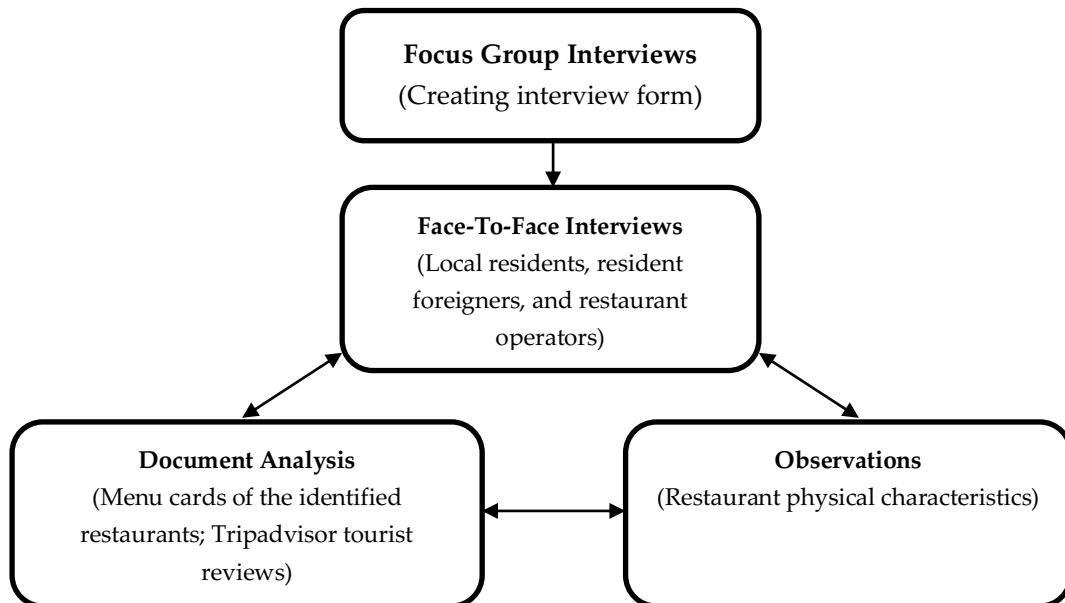 Focus Group Interviews
(Creating interview form)
Face-To-Face Interviews
(Local residents, resident
foreigners, and restaurant
operators)
Document Analysis
(Menu cards of the identified
restaurants; Tripadvisor tourist
reviews)
Observations
(Restaurant physical characteristics)